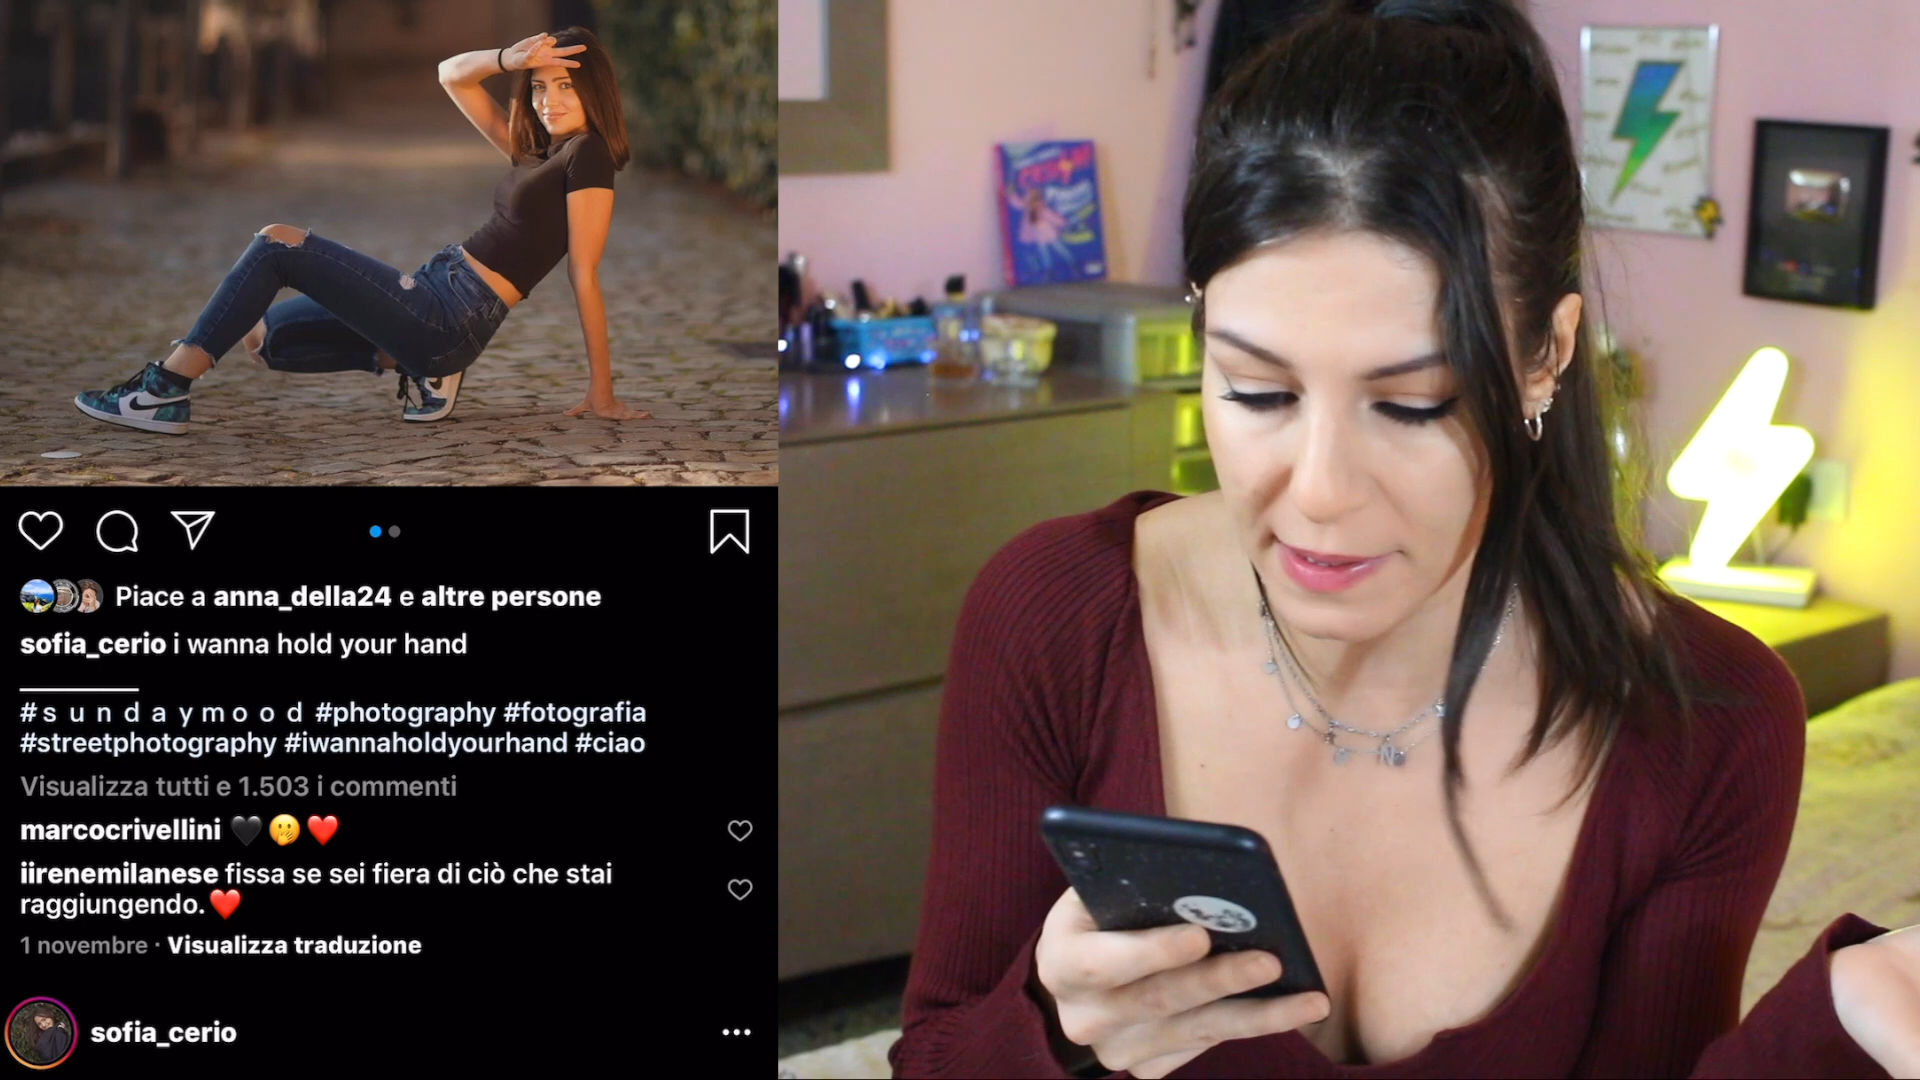 Piace a anna_della24 e altre persone
sofia_cerio i wanna hold your hand
#sundaymood #photography #fotografia
#streetphotography #iwannaholdyourhand #ciao
Visualizza tutti e 1.503 i commenti
marcocrivellini 🖤🤭❤️
iirenemilanese fissa se sei fiera di ciò che stai
raggiungendo.❤️
1 novembre · Visualizza traduzione
sofia_cerio
N